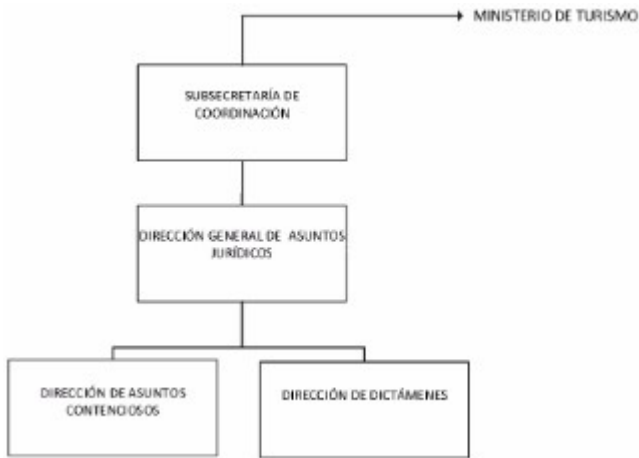 MINISTERIO DE TURISMO
SUBSECRETARÍA DE
COORDINACIÓN
DIRECCIÓN GENERAL DE ASUNTOS
JURÍDICOS
DIRECCIÓN DE ASUNTOS
CONTENCIOSOS
DIRECCIÓN DE DICTÁMENES